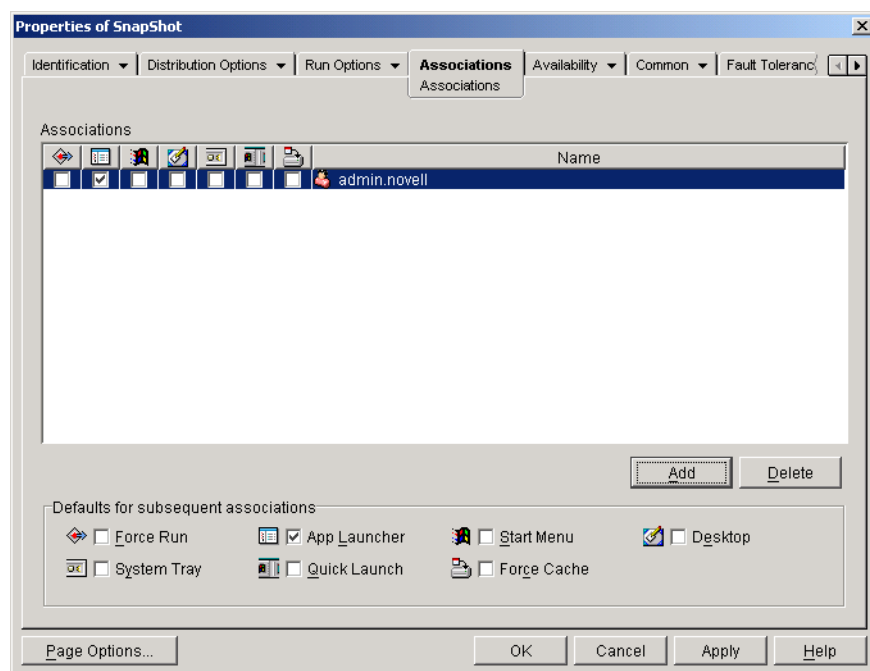 Properties of SnapShot
Identification Distribution Options Run Options Associations Availability Common Fault Toleranc
Associations
Associations
Name
admin.novell
Add Delete
Defaults for subsequent associations
Force Run App Launcher Start Menu Desktop
System Tray Quick Launch Force Cache
Page Options... OK Cancel Apply Help